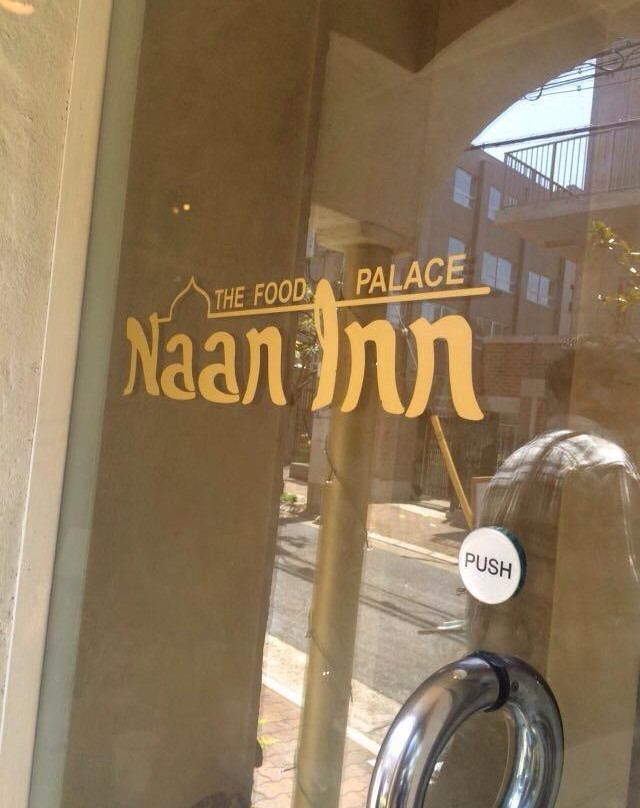 THE FOOD PALACE
Naan Inn
PUSH